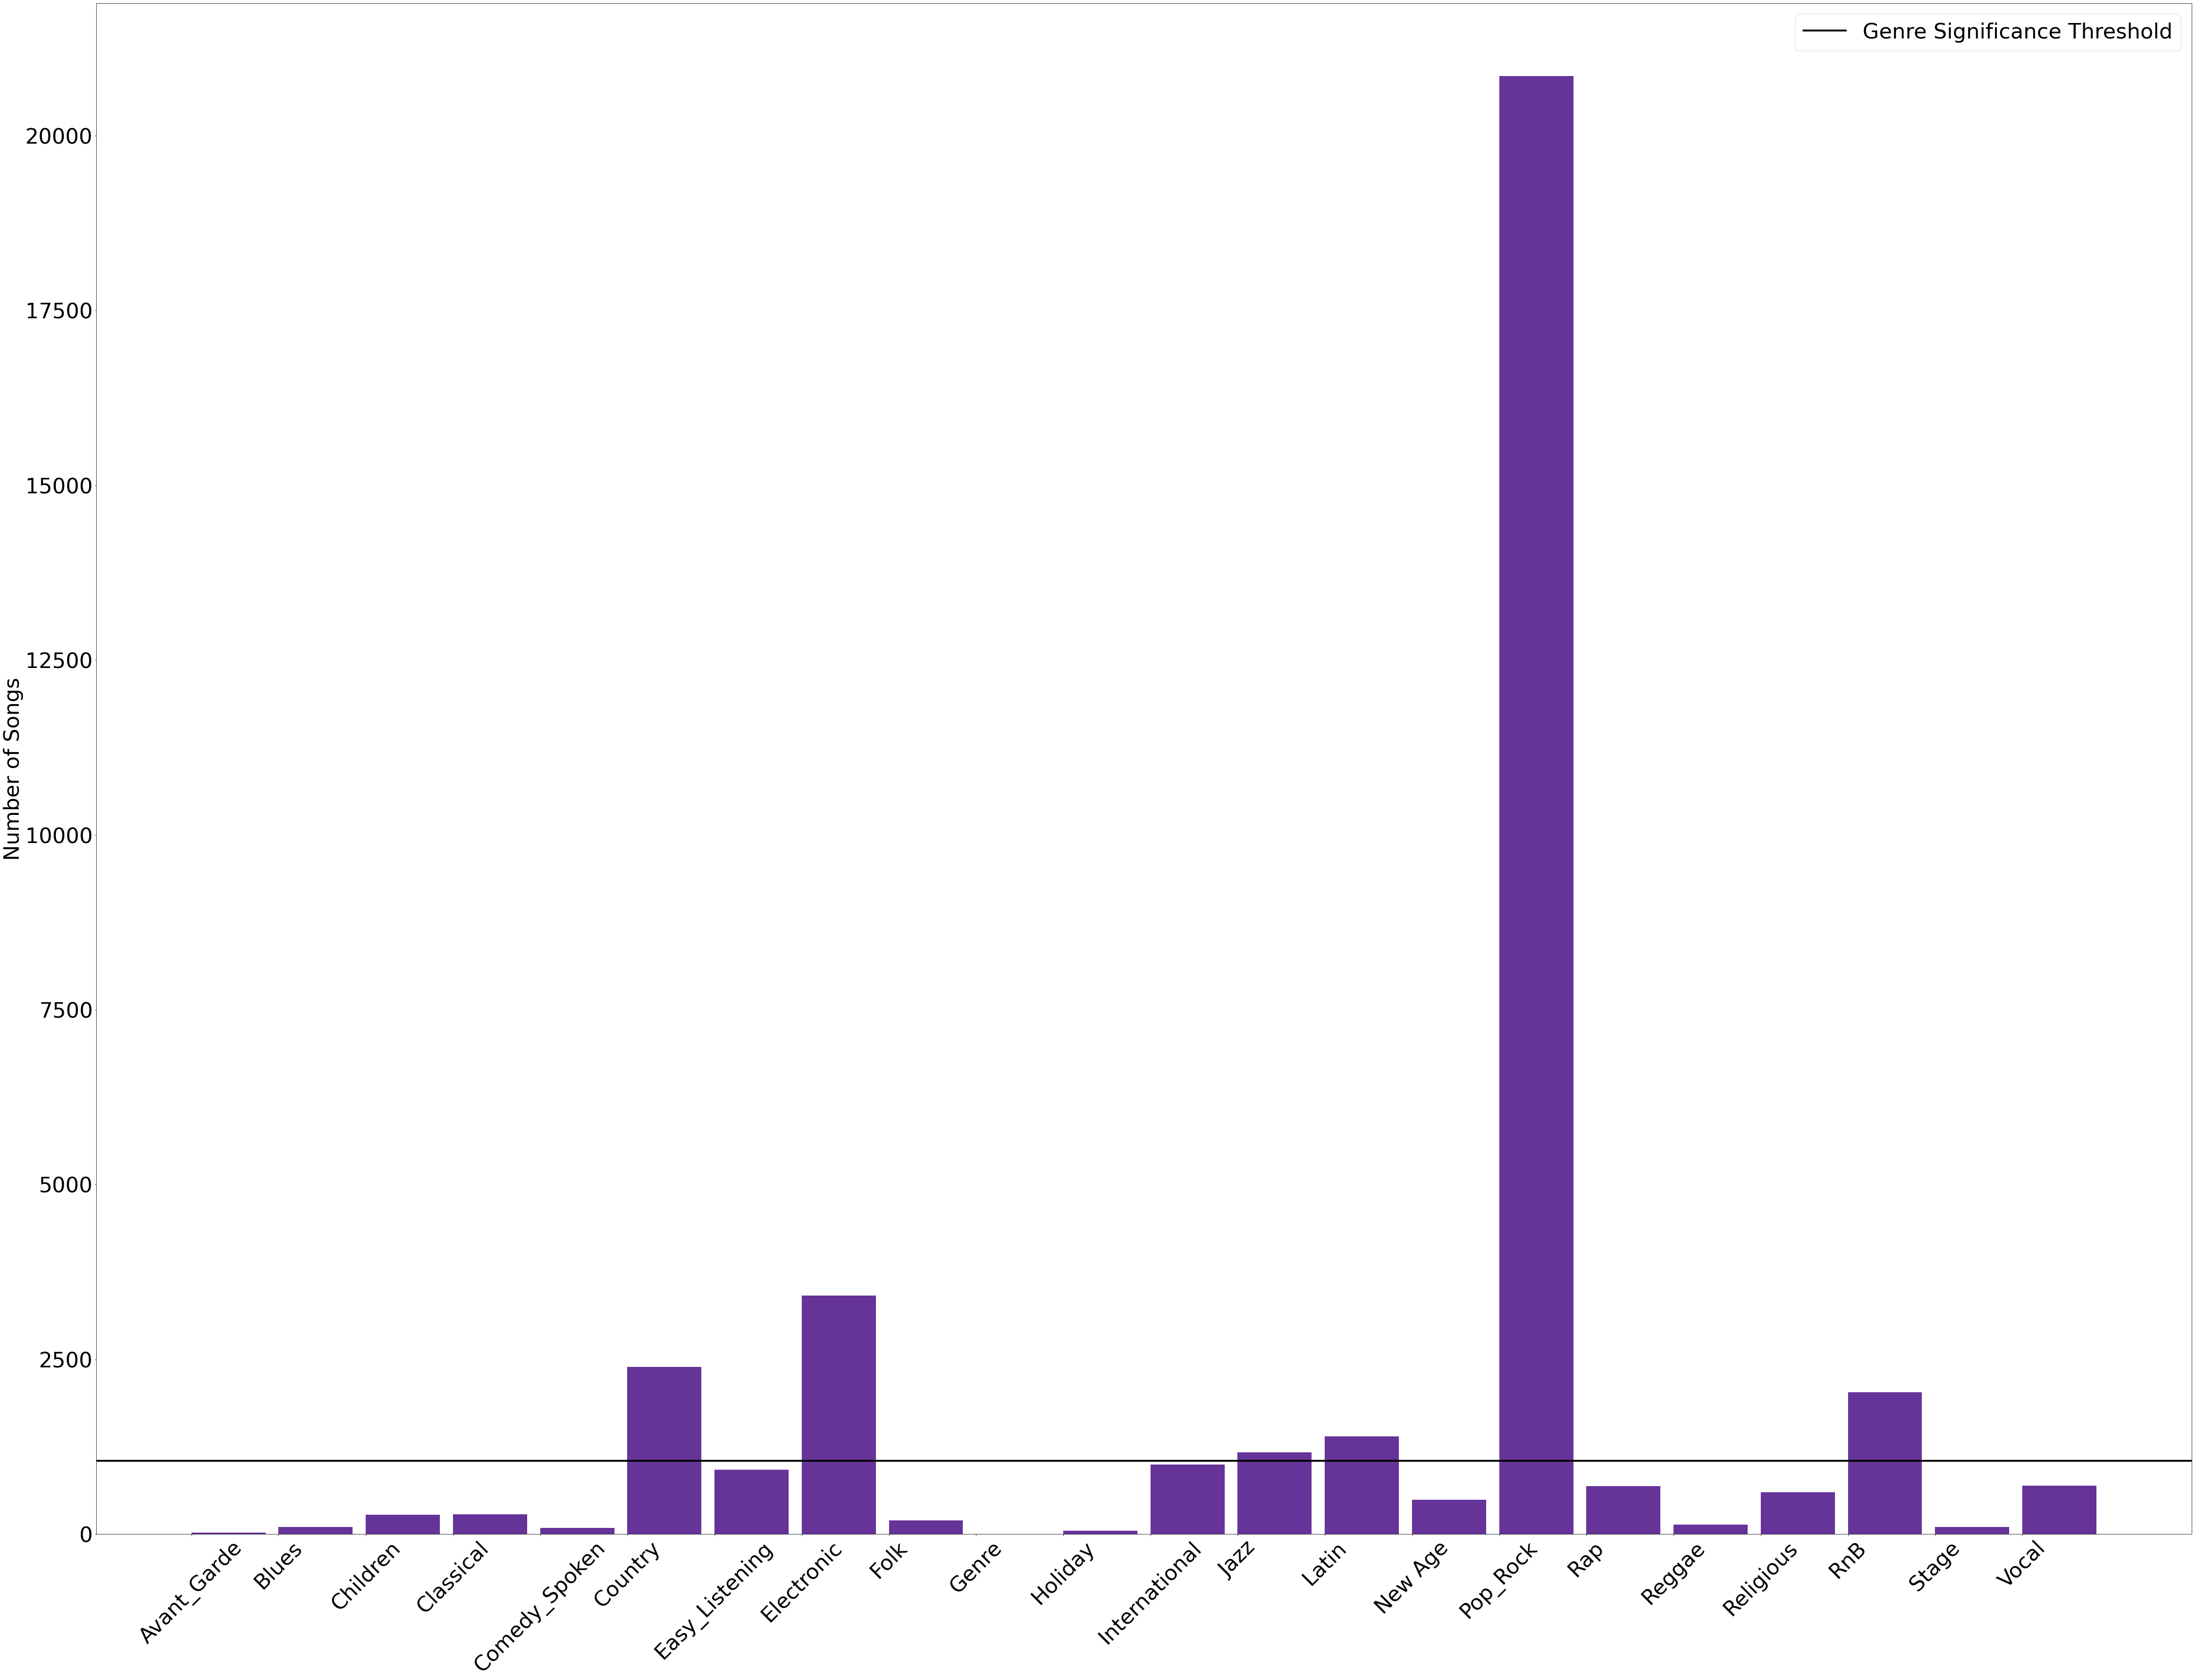 Genre Significance Threshold
Number of Songs
20000
17500
15000
12500
10000
7500
5000
2500
0
Avant_Garde
Blues
Children
Classical
Comedy_Spoken
Country
Easy_Listening
Electronic
Folk
Genre
Holiday
International
Jazz
Latin
New Age
Pop_Rock
Rap
Reggae
Religious
RnB
Stage
Vocal